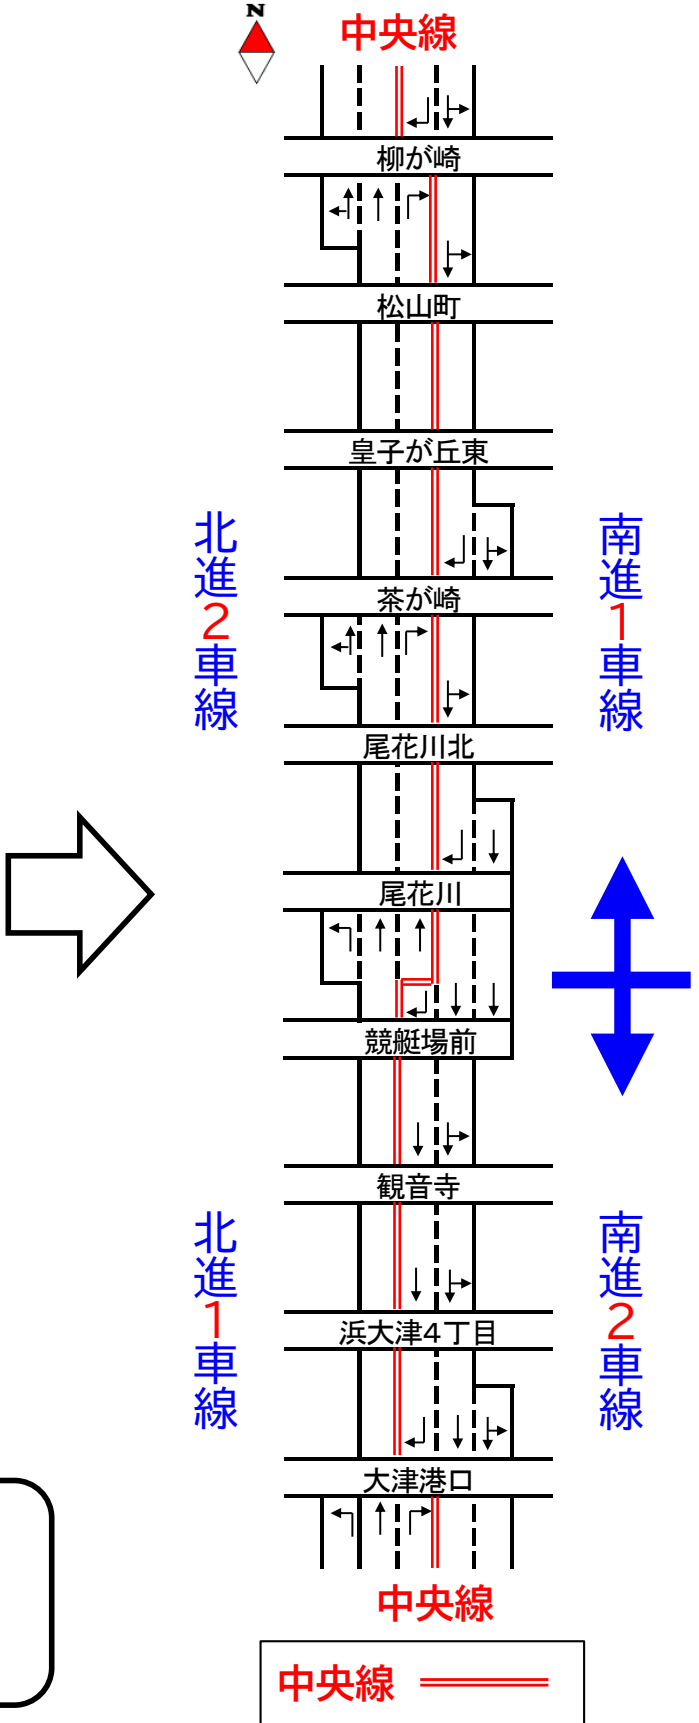 N
中央線
柳が崎
松山町
皇子が丘東
北進2車線
南進1車線
茶が崎
尾花川北
尾花川
競艇場前
観音寺
北進1車線
南進2車線
浜大津4丁目
大津港口
中央線
中央線